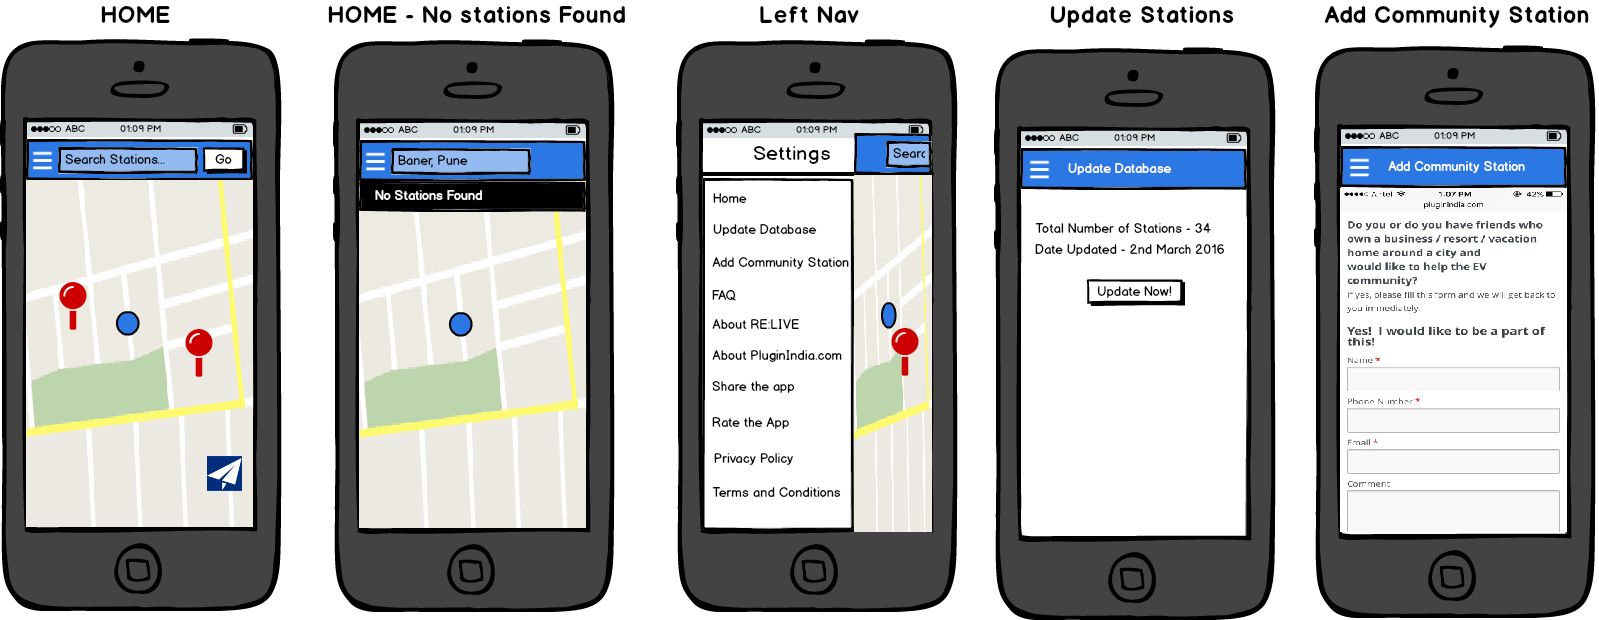 HOME
●●●○○ ABC 01:09 PM
Search Stations...
Go
HOME - No stations Found
●●●○○ ABC 01:09 PM
Baner, Pune
No Stations Found
Left Nav
●●●○○ ABC 01:09 PM
Settings
Searc
Home
Update Database
Add Community Station
FAQ
About RE:LIVE
About PluginIndia.com
Share the app
Rate the App
Privacy Policy
Terms and Conditions
Update Stations
●●●○○ ABC 01:09 PM
Update Database
Total Number of Stations - 34
Date Updated - 2nd March 2016
Update Now!
Add Community Station
●●●○○ ABC 01:09 PM
Add Community Station
Airtel 1:07 PM 42%
pluginindia.com
Do you or do you have friends who
own a business / resort / vacation
home around a city and
would like to help the EV
community?
If yes, please fill this form and we will get back to
you immediately.
Yes! I would like to be a part of
this!
Name *
Phone Number *
Email *
Comment